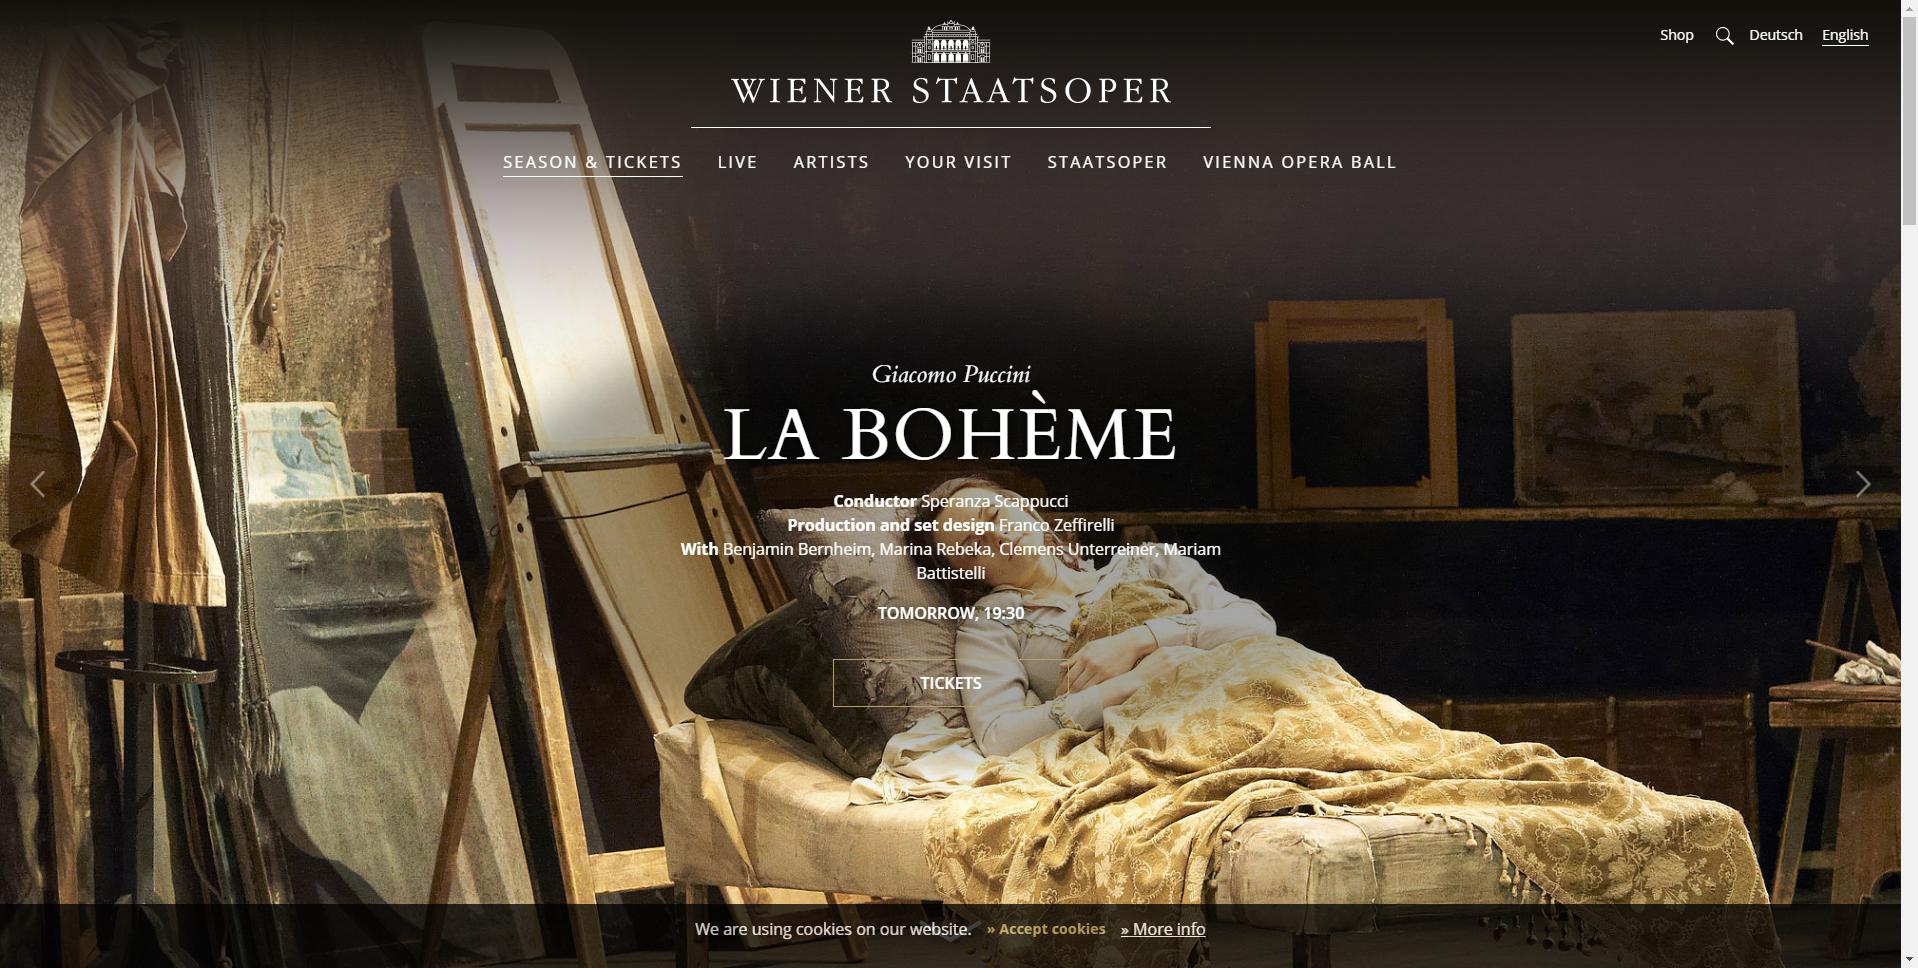 Shop
Deutsch
English
WIENER STAATSOPER
SEASON & TICKETS
LIVE
ARTISTS
YOUR VISIT
STAATSOPER
VIENNA OPERA BALL
Giacomo Puccini
LA BOHÈME
Conductor Speranza Scappucci
Production and set design Franco Zeffirelli
With Benjamin Bernheim, Marina Rebeka, Clemens Unterreiner, Mariam
Battistelli
TOMORROW, 19:30
TICKETS
We are using cookies on our website. » Accept cookies » More info